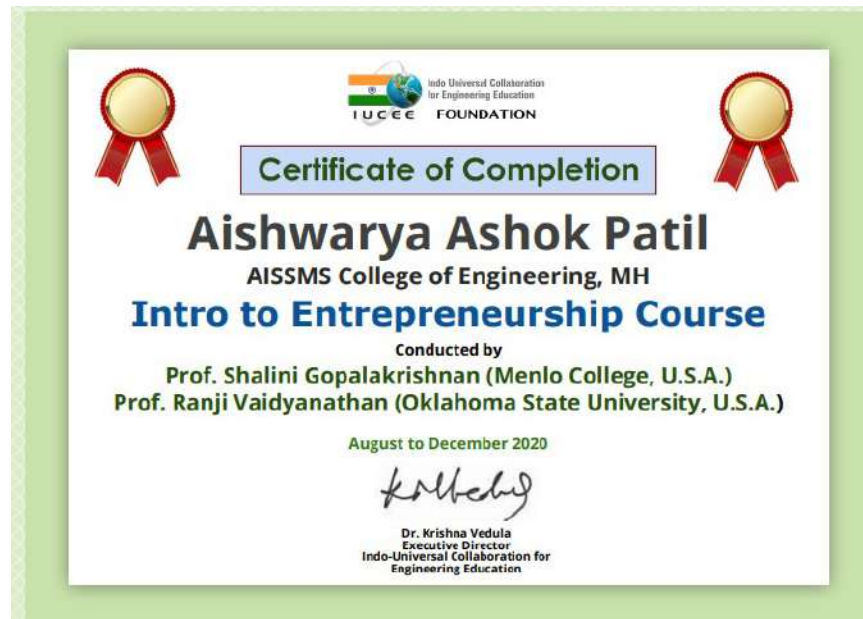 Indo Universal Collaboration
for Engineering Education
IUCEE FOUNDATION
Certificate of Completion
Aishwarya Ashok Patil
AISSMS College of Engineering, MH
Intro to Entrepreneurship Course
Conducted by
Prof. Shalini Gopalakrishnan (Menlo College, U.S.A.)
Prof. Ranji Vaidyanathan (Oklahoma State University, U.S.A.)
August to December 2020
Dr. Krishna Vedula
Executive Director
Indo-Universal Collaboration for
Engineering Education